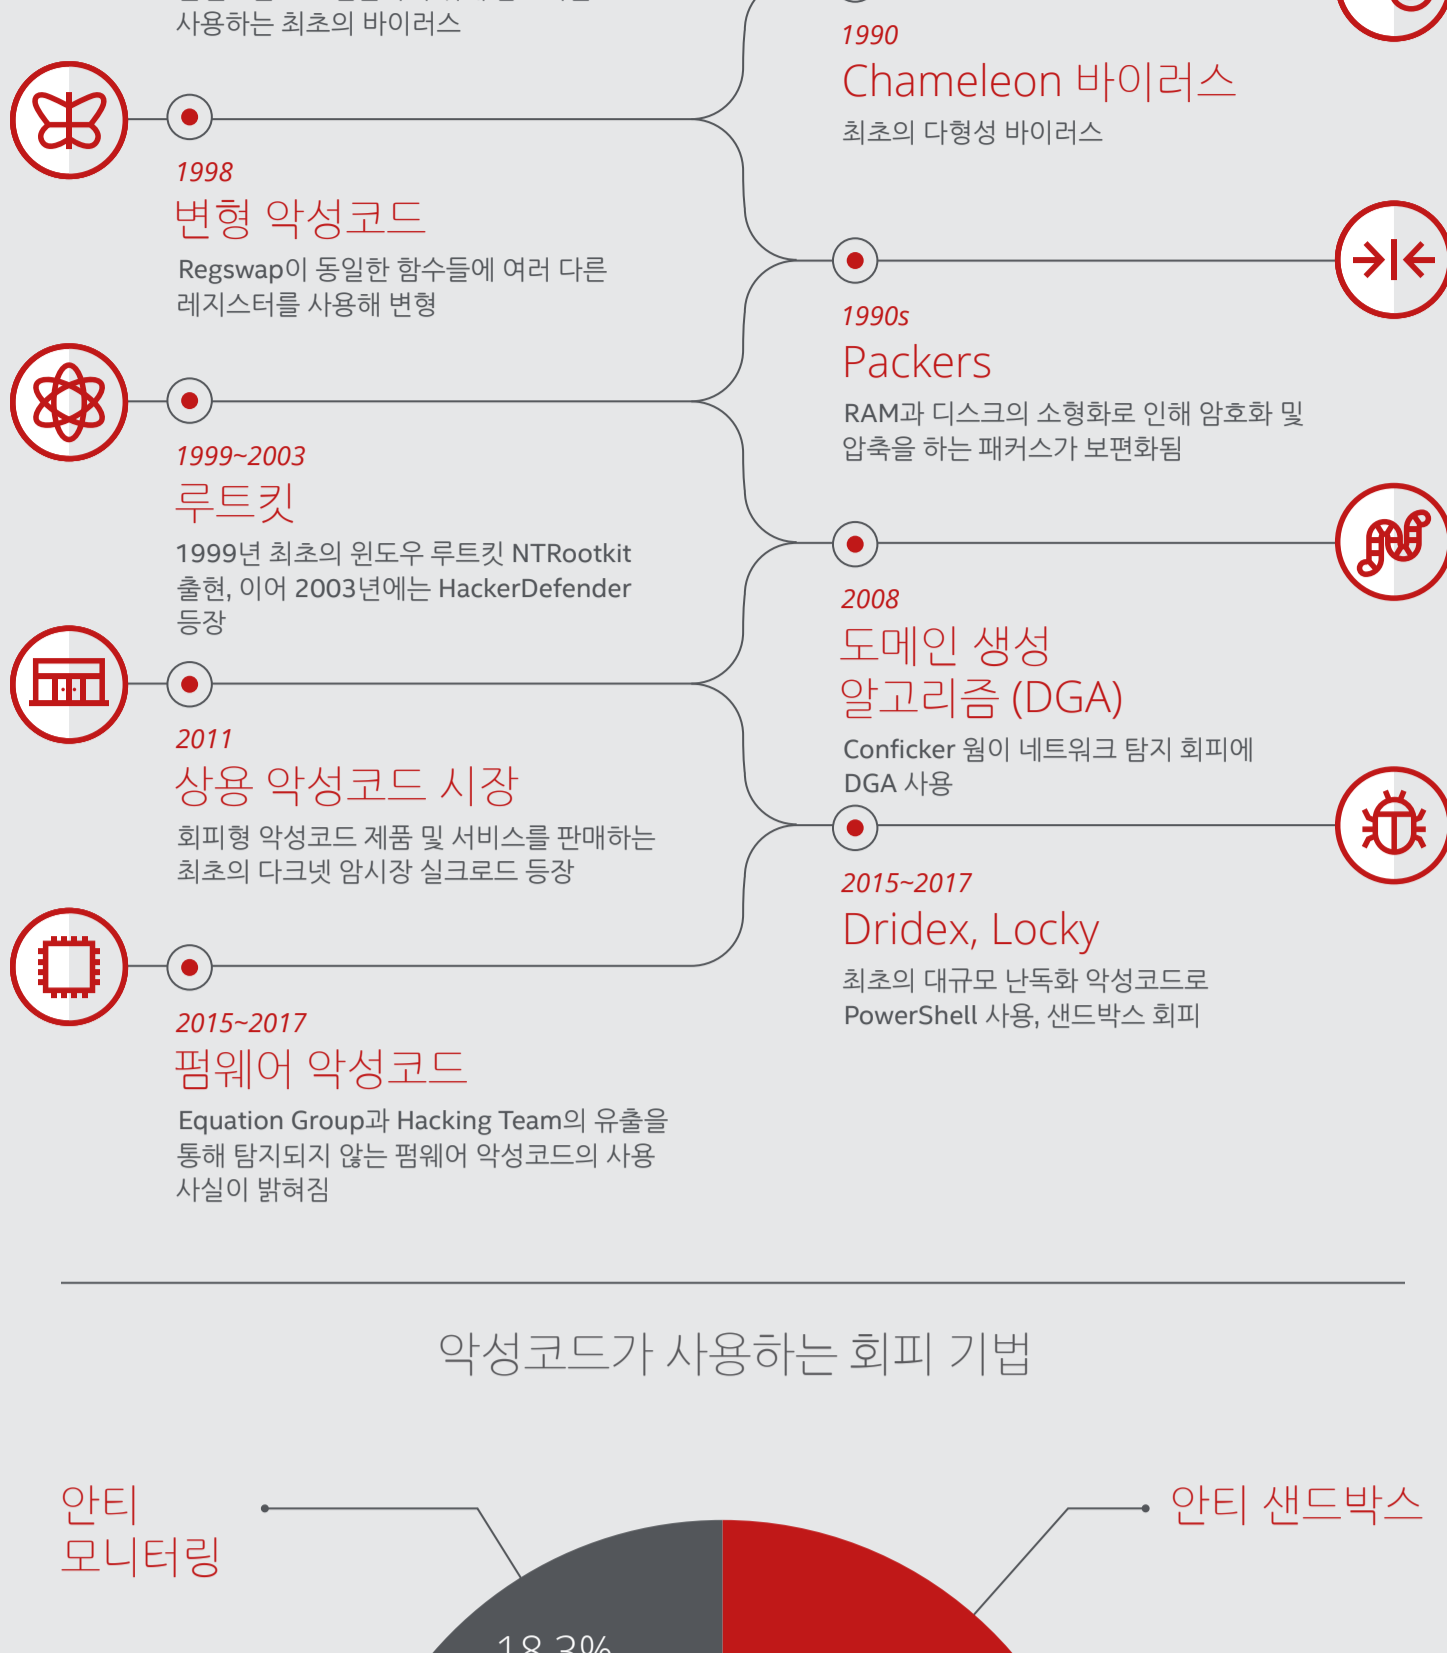 사용하는 최초의 바이러스
1990
Chameleon 바이러스
최초의 다형성 바이러스
1998
변형 악성코드
Regswap이 동일한 함수들에 여러 다른
레지스터를 사용해 변형
1990s
Packers
RAM과 디스크의 소형화로 인해 암호화 및
압축을 하는 패커스가 보편화됨
1999~2003
루트킷
1999년 최초의 윈도우 루트킷 NTRootkit
출현, 이어 2003년에는 HackerDefender
등장
2008
도메인 생성
알고리즘 (DGA)
Conficker 웜이 네트워크 탐지 회피에
DGA 사용
2011
상용 악성코드 시장
회피형 악성코드 제품 및 서비스를 판매하는
최초의 다크넷 암시장 실크로드 등장
2015~2017
Dridex, Locky
최초의 대규모 난독화 악성코드로
PowerShell 사용, 샌드박스 회피
2015~2017
펌웨어 악성코드
Equation Group과 Hacking Team의 유출을
통해 탐지되지 않는 펌웨어 악성코드의 사용
사실이 밝혀짐
악성코드가 사용하는 회피 기법
안티
모니터링
안티 샌드박스
18.3%